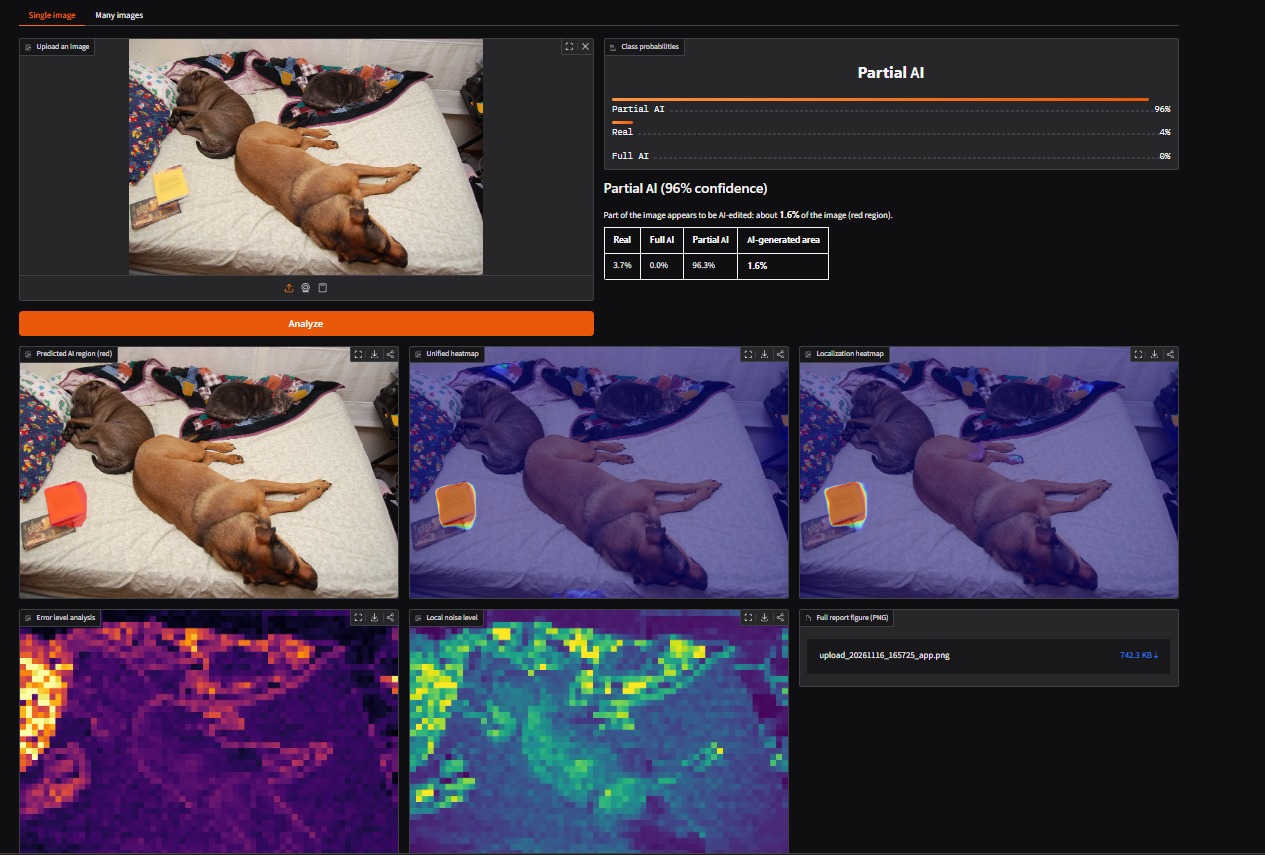 Single image
Many images
Upload an image
Analyze
Class probabilities
Partial AI
Partial AI 96%
Real 4%
Full AI 0%
Partial AI (96% confidence)
Part of the image appears to be AI-edited: about 1.6% of the image (red region).
Real Full AI Partial AI AI-generated area
3.7% 0.0% 96.3% 1.6%
Predicted AI region (red)
Unified heatmap
Localization heatmap
Error level analysis
Local noise level
Full report figure (PNG)
upload_20261116_165725_app.png 742.3 KB ↓